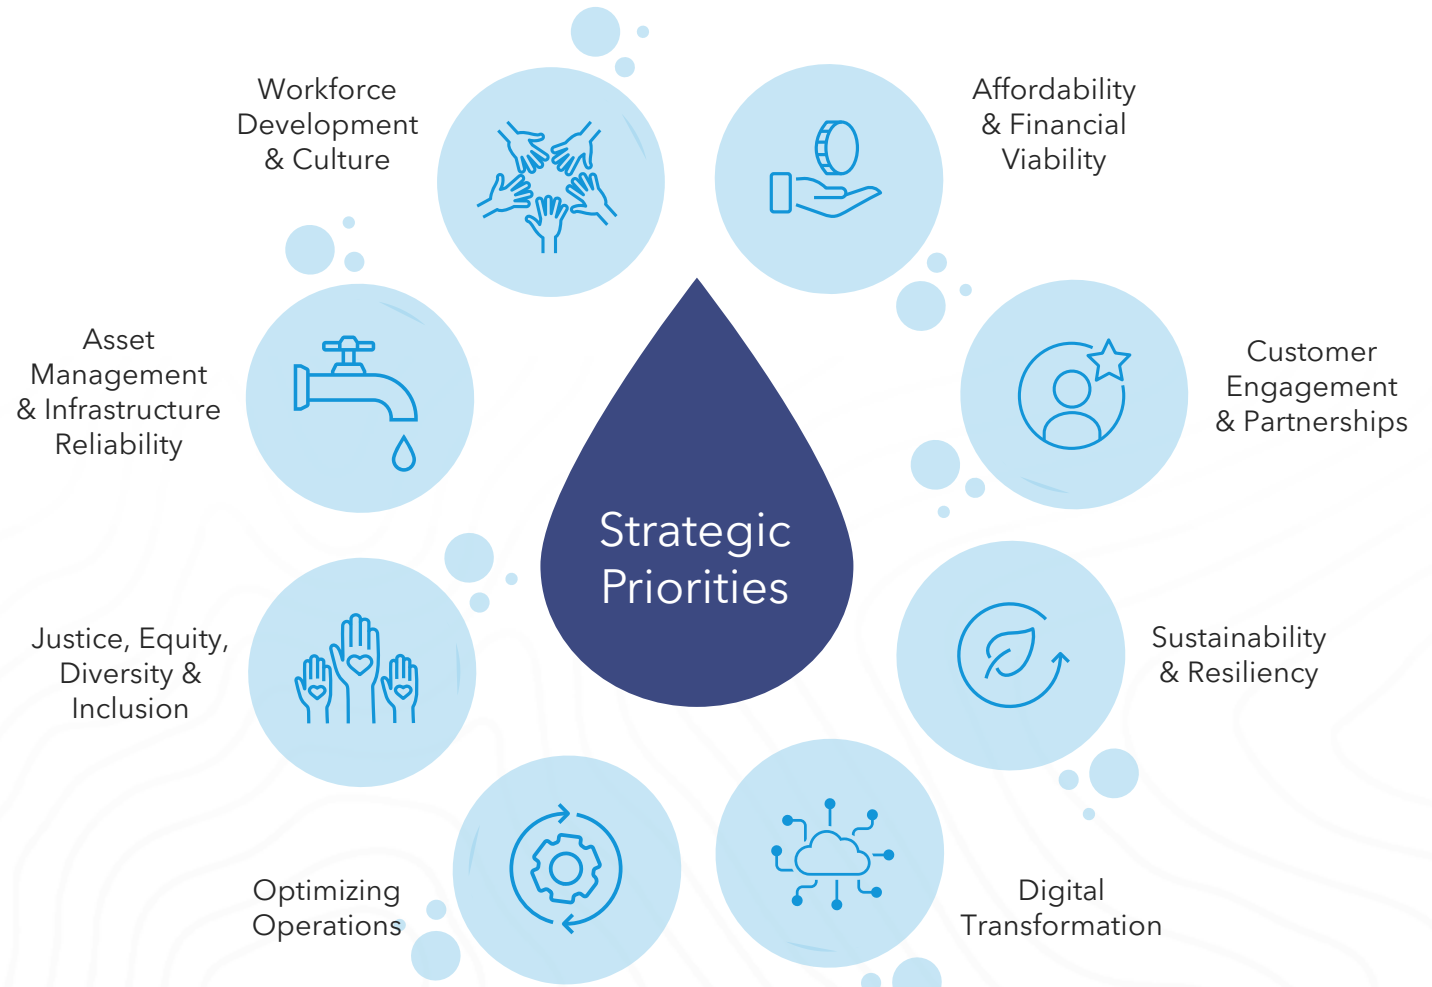 Workforce
Development
& Culture
Affordability
& Financial
Viability
Asset
Management
& Infrastructure
Reliability
Customer
Engagement
& Partnerships
Strategic
Priorities
Justice, Equity,
Diversity &
Inclusion
Sustainability
& Resiliency
Optimizing
Operations
Digital
Transformation